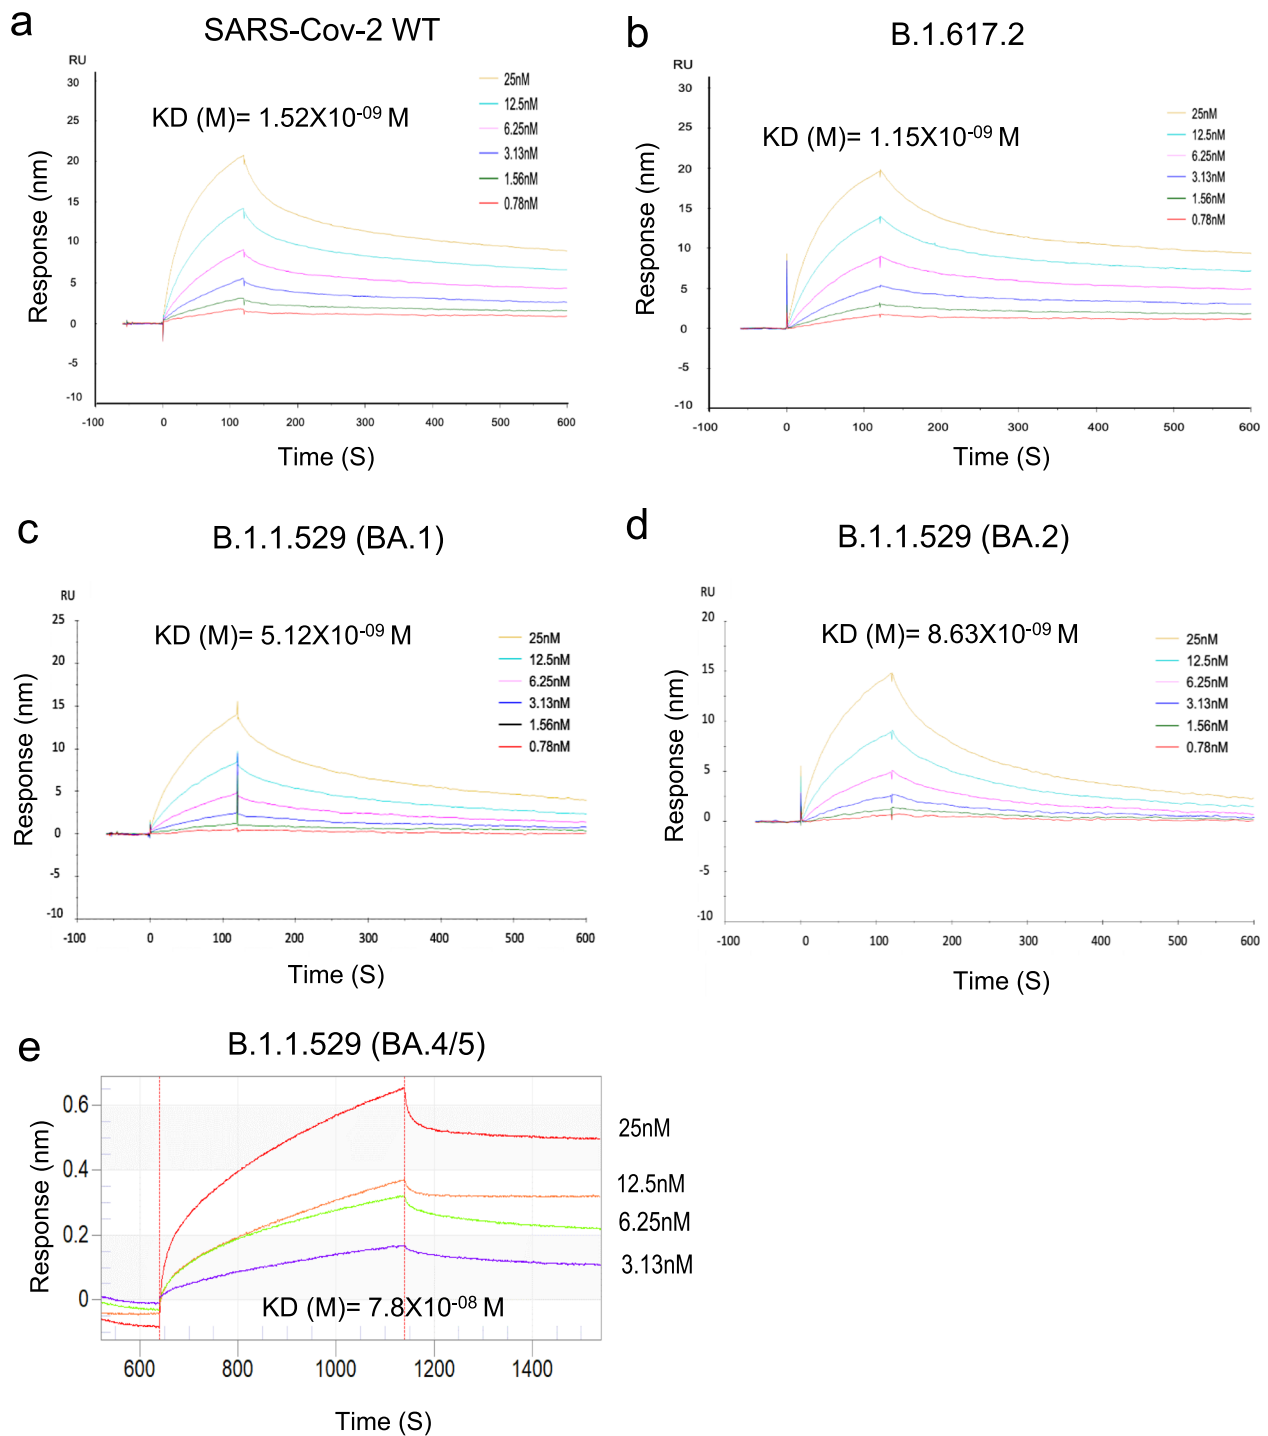 a
SARS-Cov-2 WT
RU
KD (M)= 1.52X10-09 M
30
25
20
15
10
5
0
-5
-10
25nM
12.5nM
6.25nM
3.13nM
1.56nM
0.78nM
-100 0 100 200 300 400 500 600
Response (nm)
Time (S)
b
B.1.617.2
RU
KD (M)= 1.15X10-09 M
30
25
20
15
10
5
0
-5
-10
25nM
12.5nM
6.25nM
3.13nM
1.56nM
0.78nM
-100 0 100 200 300 400 500 600
Response (nm)
Time (S)
c
B.1.1.529 (BA.1)
RU
KD (M)= 5.12X10-09 M
25
20
15
10
5
0
-5
-10
25nM
12.5nM
6.25nM
3.13nM
1.56nM
0.78nM
-100 0 100 200 300 400 500 600
Response (nm)
Time (S)
d
B.1.1.529 (BA.2)
RU
KD (M)= 8.63X10-09 M
20
15
10
5
0
-5
-10
25nM
12.5nM
6.25nM
3.13nM
1.56nM
0.78nM
-100 0 100 200 300 400 500 600
Response (nm)
Time (S)
e
B.1.1.529 (BA.4/5)
0.6
0.4
0.2
0
25nM
12.5nM
6.25nM
3.13nM
KD (M)= 7.8X10-08 M
600 800 1000 1200 1400
Response (nm)
Time (S)